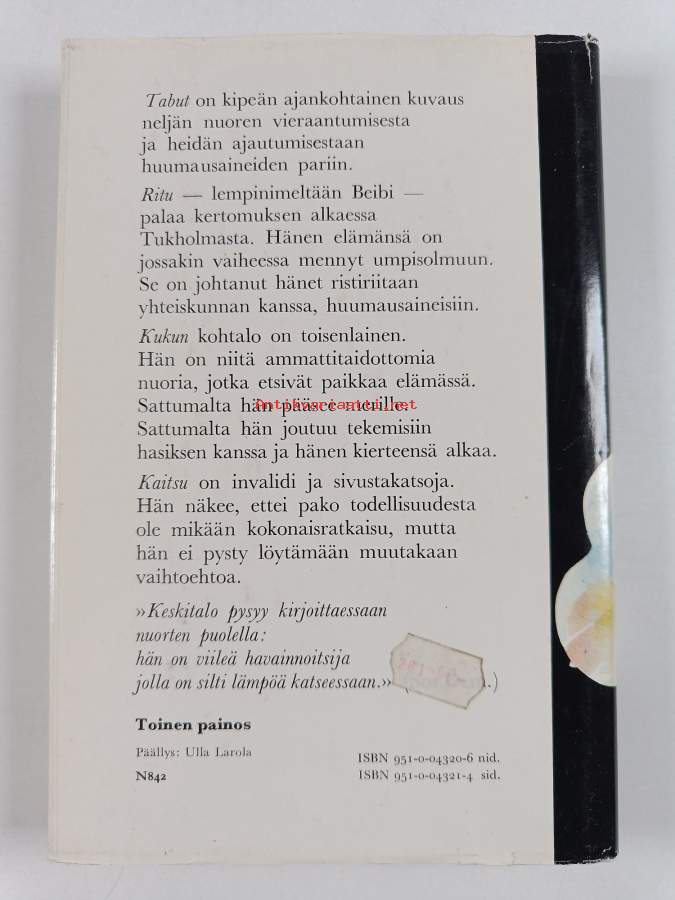 Tabut on kipeän ajankohtainen kuvaus
neljän nuoren vieraantumisesta
ja heidän ajautumisestaan
huumausaineiden pariin.
Ritu — lempinimeltään Beibi —
palaa kertomuksen alkaessa
Tukholmasta. Hänen elämänsä on
jossakin vaiheessa mennyt umpisolmuun.
Se on johtanut hänet ristiriitaan
yhteiskunnan kanssa, huumausaineisiin.
Kukun kohtalo on toisenlainen.
Hän on niitä ammattitaidottomia
nuoria, jotka etsivät paikkaa elämässä.
Sattumalta hän pääsee
Antikvariaatti.net
Sattumalta hän joutuu tekemisiin
hasiksen kanssa ja hänen kierteensä alkaa.
Kaitsu on invalidi ja sivustakatsoja.
Hän näkee, ettei pako todellisuudesta
ole mikään kokonaisratkaisu, mutta
hän ei pysty löytämään muutakaan
vaihtoehtoa.
»Keskitalo pysyy kirjoittaessaan
nuorten puolella:
hän on viileä havainnoitsija
jolla on silti lämpöä katseessaan.»
Toinen painos
Päällys: Ulla Larola
ISBN 951-0-04320-6 nid.
N842
ISBN 951-0-04321-4 sid.